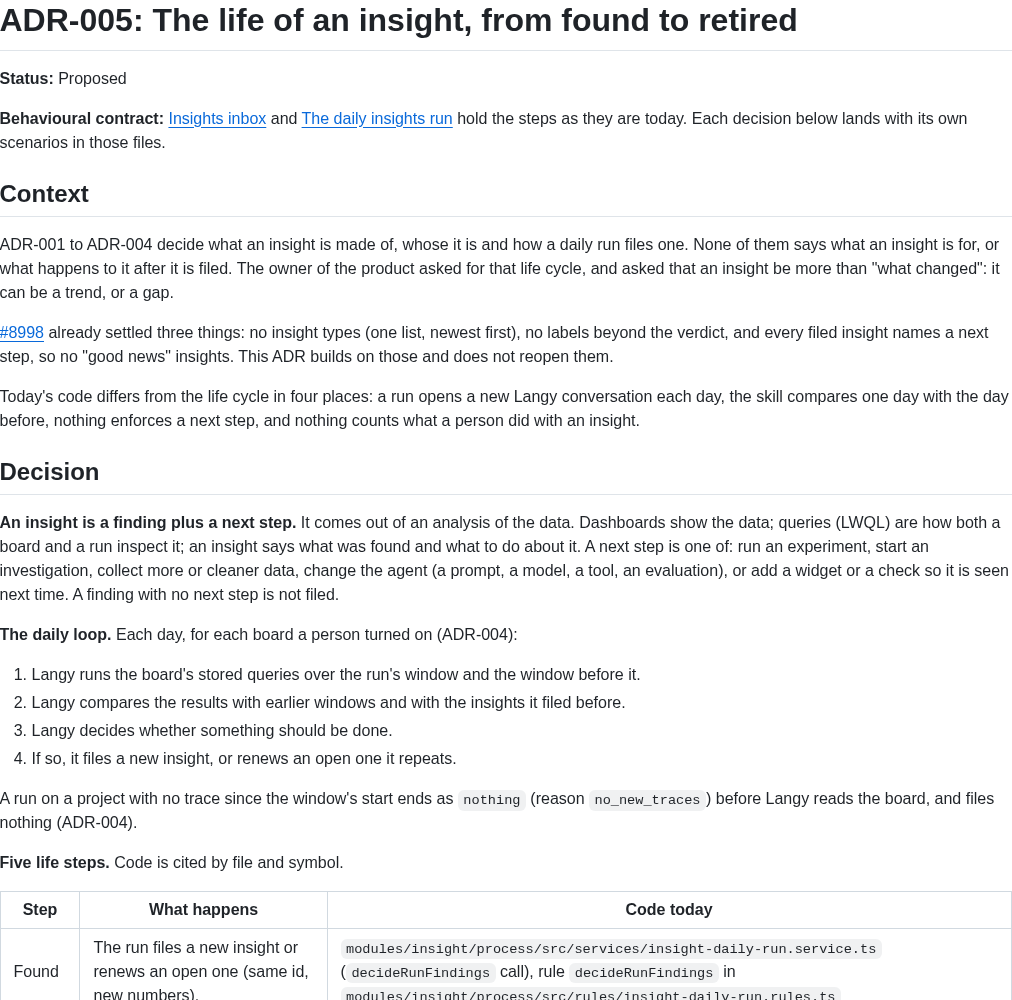 ADR-005: The life of an insight, from found to retired
Status: Proposed
Behavioural contract: Insights inbox and The daily insights run hold the steps as they are today. Each decision below lands with its own
scenarios in those files.
Context
ADR-001 to ADR-004 decide what an insight is made of, whose it is and how a daily run files one. None of them says what an insight is for, or
what happens to it after it is filed. The owner of the product asked for that life cycle, and asked that an insight be more than "what changed": it
can be a trend, or a gap.
#8998 already settled three things: no insight types (one list, newest first), no labels beyond the verdict, and every filed insight names a next
step, so no "good news" insights. This ADR builds on those and does not reopen them.
Today's code differs from the life cycle in four places: a run opens a new Langy conversation each day, the skill compares one day with the day
before, nothing enforces a next step, and nothing counts what a person did with an insight.
Decision
An insight is a finding plus a next step. It comes out of an analysis of the data. Dashboards show the data; queries (LWQL) are how both a
board and a run inspect it; an insight says what was found and what to do about it. A next step is one of: run an experiment, start an
investigation, collect more or cleaner data, change the agent (a prompt, a model, a tool, an evaluation), or add a widget or a check so it is seen
next time. A finding with no next step is not filed.
The daily loop. Each day, for each board a person turned on (ADR-004):
1. Langy runs the board's stored queries over the run's window and the window before it.
2. Langy compares the results with earlier windows and with the insights it filed before.
3. Langy decides whether something should be done.
4. If so, it files a new insight, or renews an open one it repeats.
A run on a project with no trace since the window's start ends as nothing (reason no_new_traces) before Langy reads the board, and files
nothing (ADR-004).
Five life steps. Code is cited by file and symbol.
Step What happens Code today
Found
The run files a new insight or
renews an open one (same id,
new numbers).
modules/insight/process/src/services/insight-daily-run.service.ts
(decideRunFindings call), rule decideRunFindings in
modules/insight/process/src/rules/insight-daily-run.rules.ts